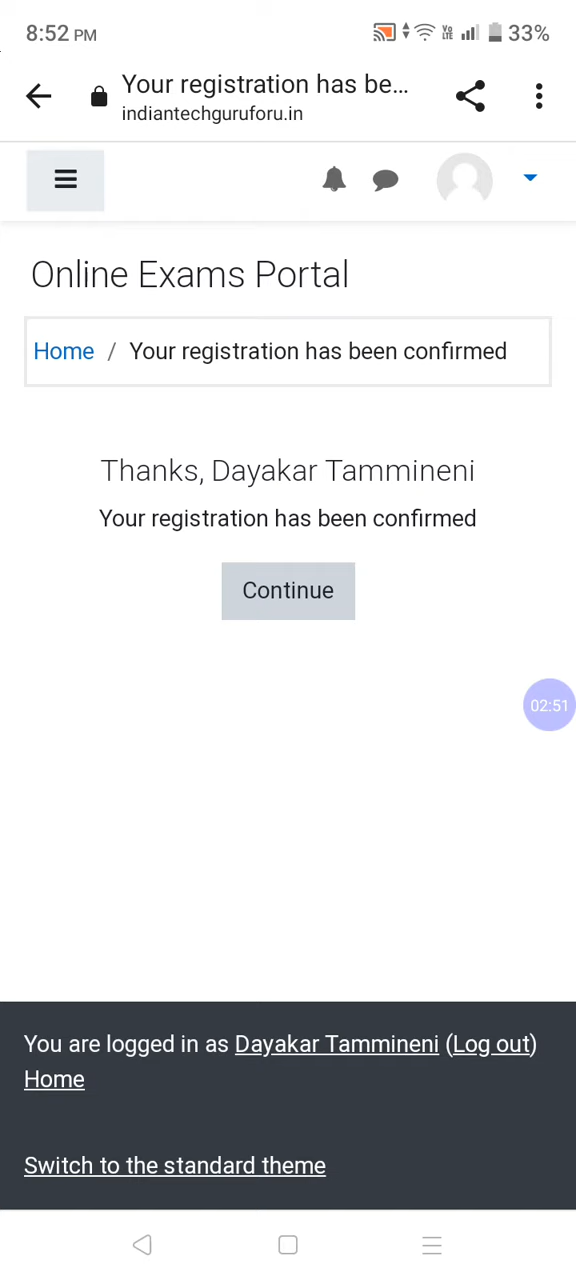 8:52 PM
Vo
LTE
33%
Your registration has be...
indiantechguruforu.in
Online Exams Portal
Home / Your registration has been confirmed
Thanks, Dayakar Tammineni
Your registration has been confirmed
Continue
02:51
You are logged in as Dayakar Tammineni (Log out)
Home
Switch to the standard theme